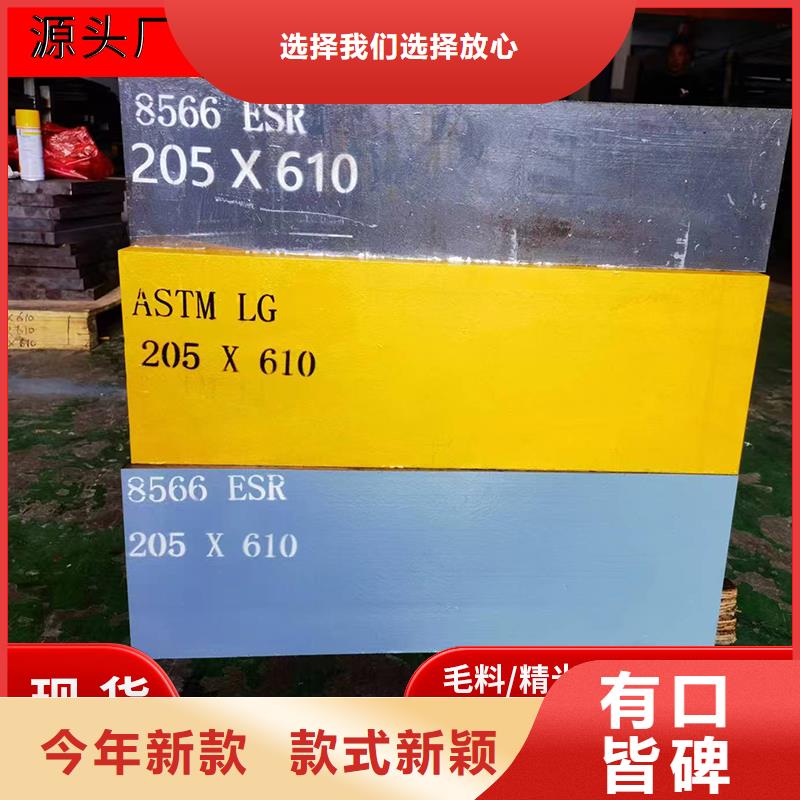 源头厂
选择我们选择放心
8566 ESR
205 X 610
ASTM LG
205 X 610
8566 ESR
205 X 610
现货
毛料/精
今年新款 款式新颖
有口
皆碑